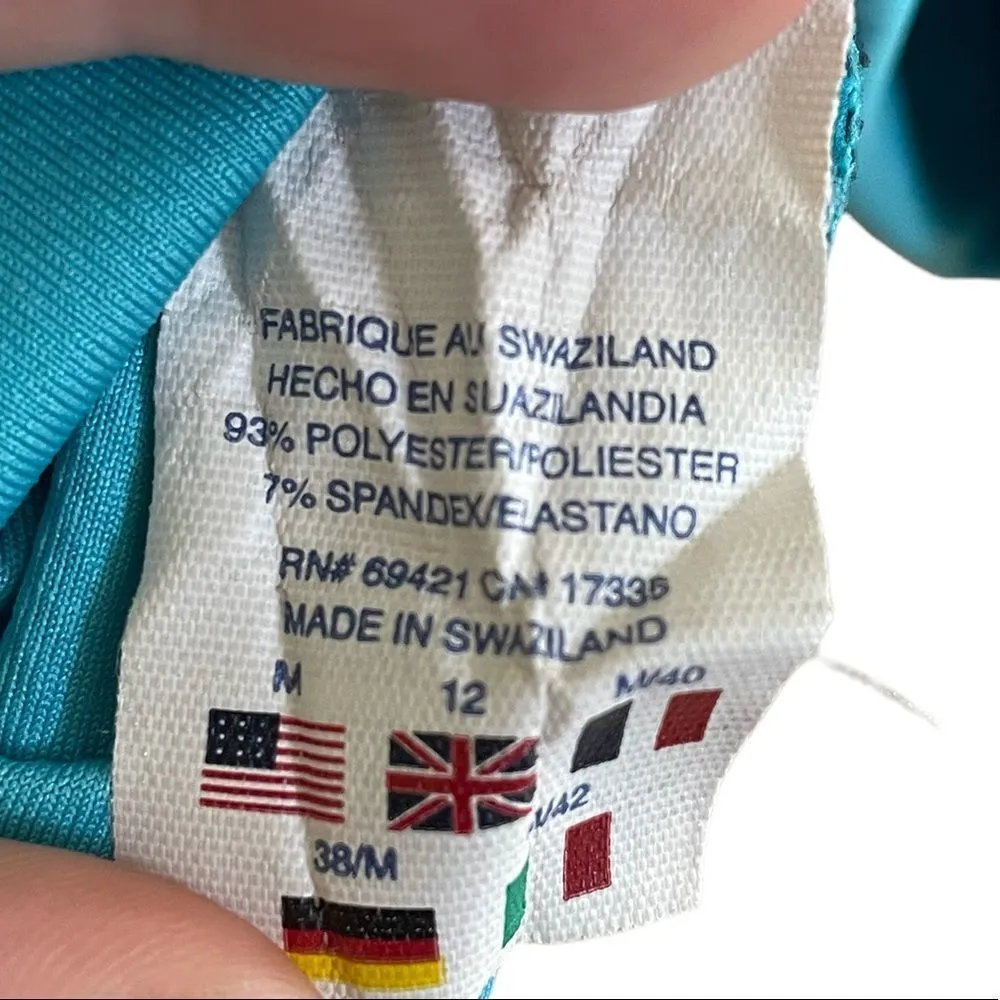 FABRIQUE AU SWAZILAND
HECHO EN SUAZILANDIA
93% POLYESTER/POLIESTER
7% SPANDEX/ELASTANO
RN# 69421 CA# 17335
MADE IN SWAZILAND
M 12 M/40
38/M M/42